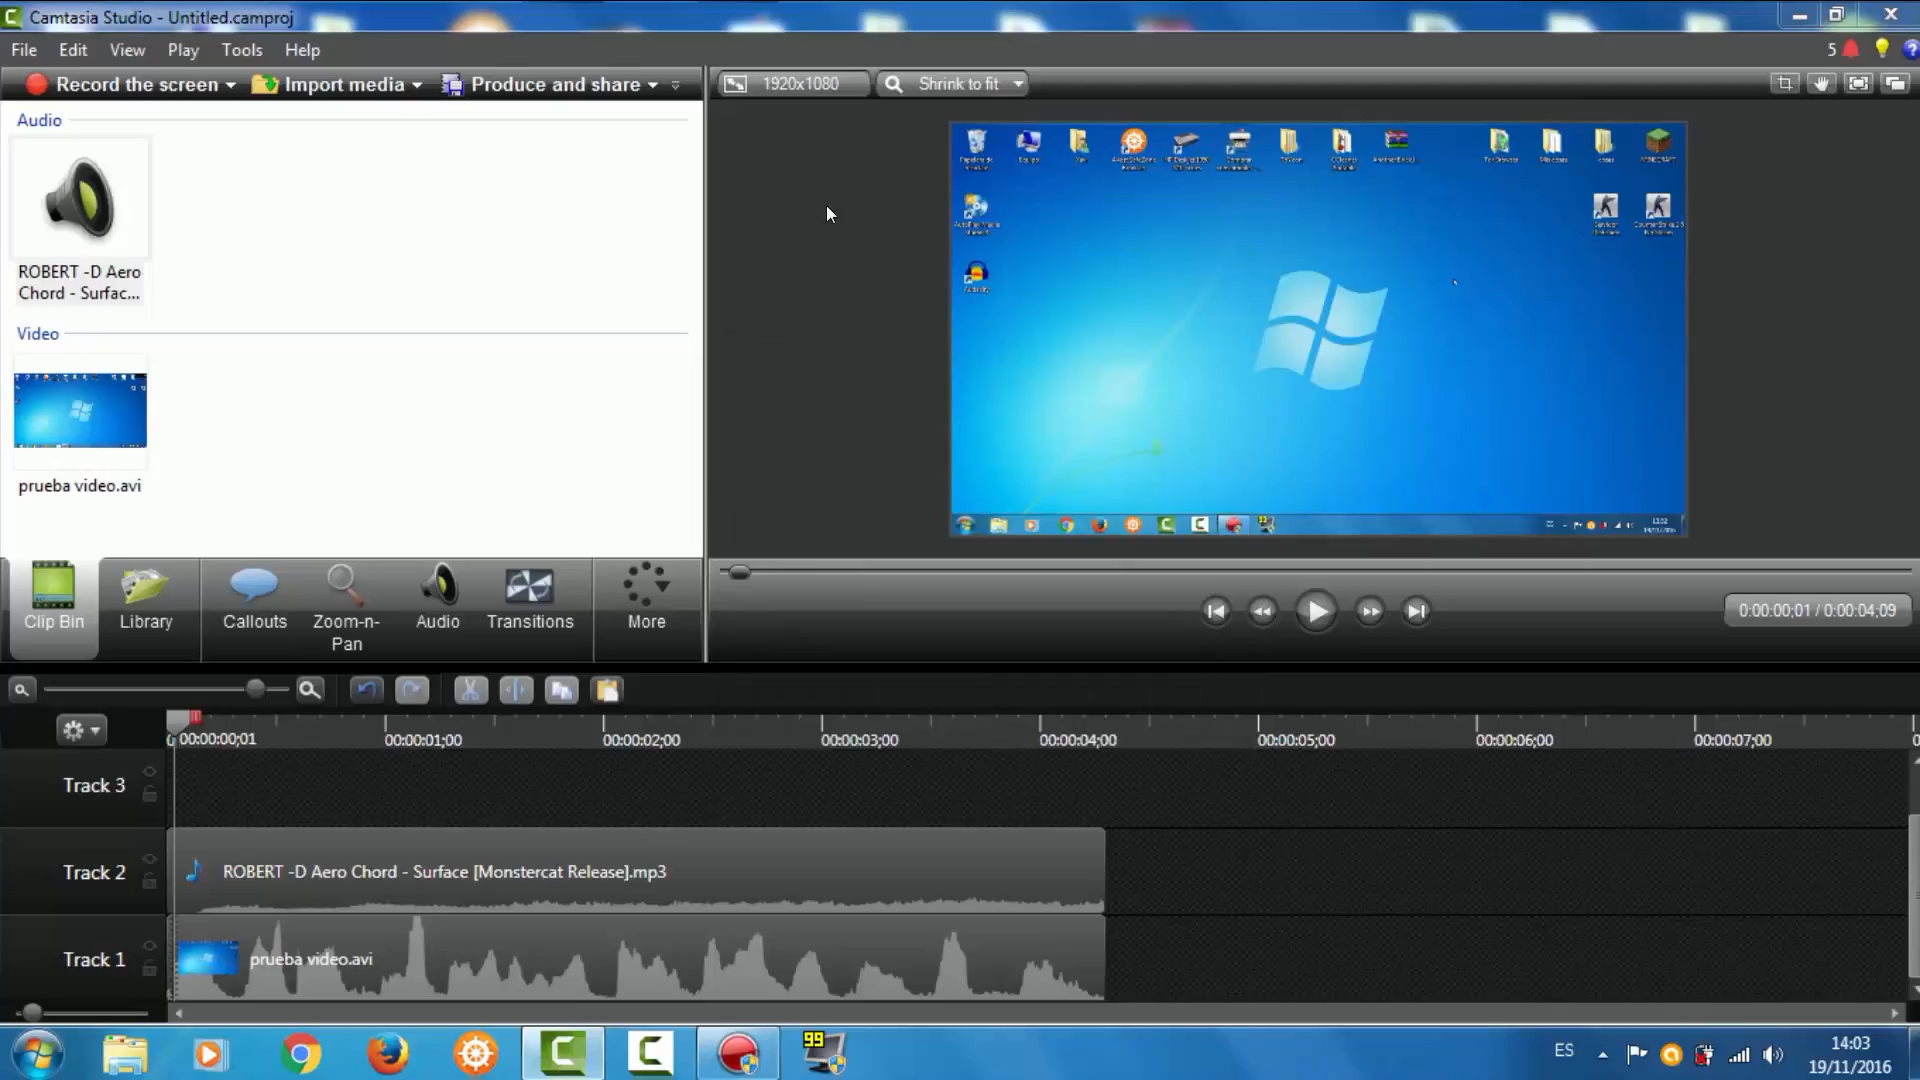 Camtasia Studio - Untitled.camproj
File Edit View Play Tools Help
5
Record the screen Import media Produce and share
1920x1080 Shrink to fit
Audio
ROBERT -D Aero
Chord - Surfac...
Video
prueba video.avi
Clip Bin Library Callouts Zoom-n-
Pan Audio Transitions More
0:00:00;01 / 0:00:04;09
00:00:00;01 00:00:01;00 00:00:02;00 00:00:03;00 00:00:04;00 00:00:05;00 00:00:06;00 00:00:07;00
Track 3
Track 2 ROBERT -D Aero Chord - Surface [Monstercat Release].mp3
Track 1 prueba video.avi
99
ES
14:03
19/11/2016